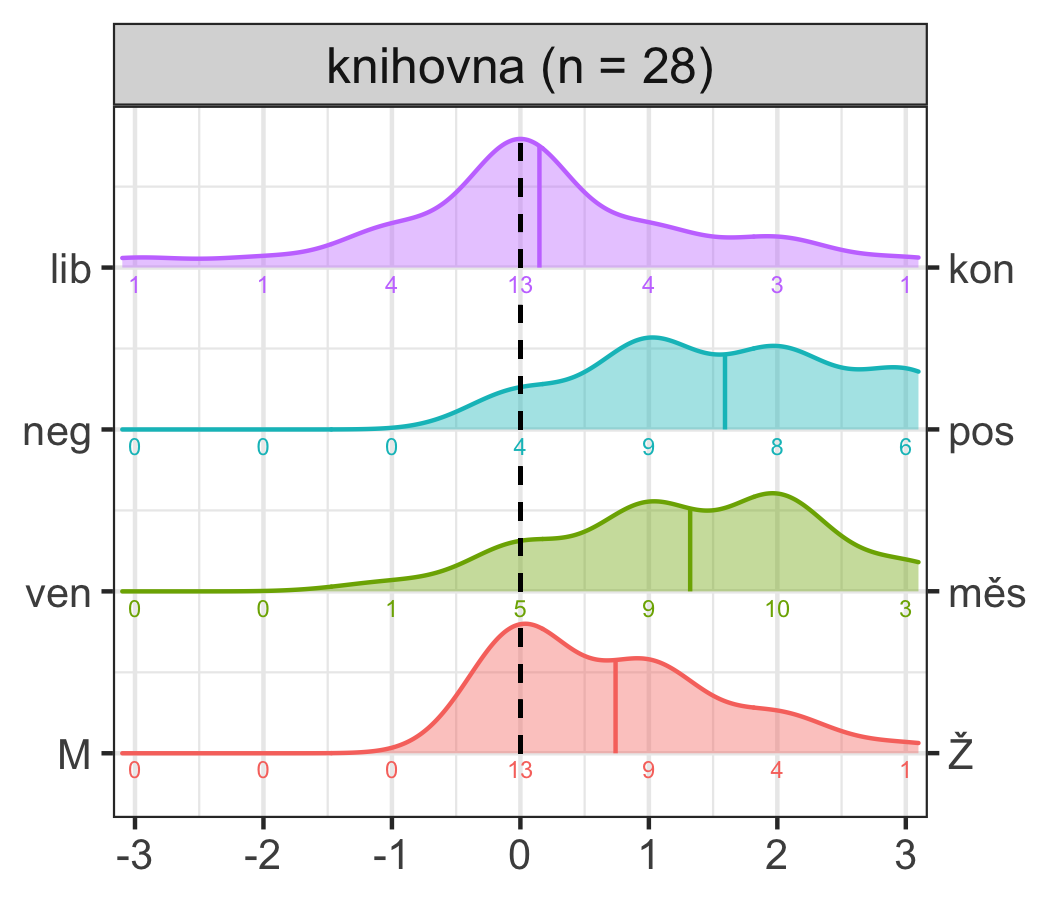 knihovna (n = 28)
lib kon
1 1 4 13 4 3 1
neg pos
0 0 0 4 9 8 6
ven měs
0 0 1 5 9 10 3
M Ž
0 0 0 13 9 4 1
-3 -2 -1 0 1 2 3